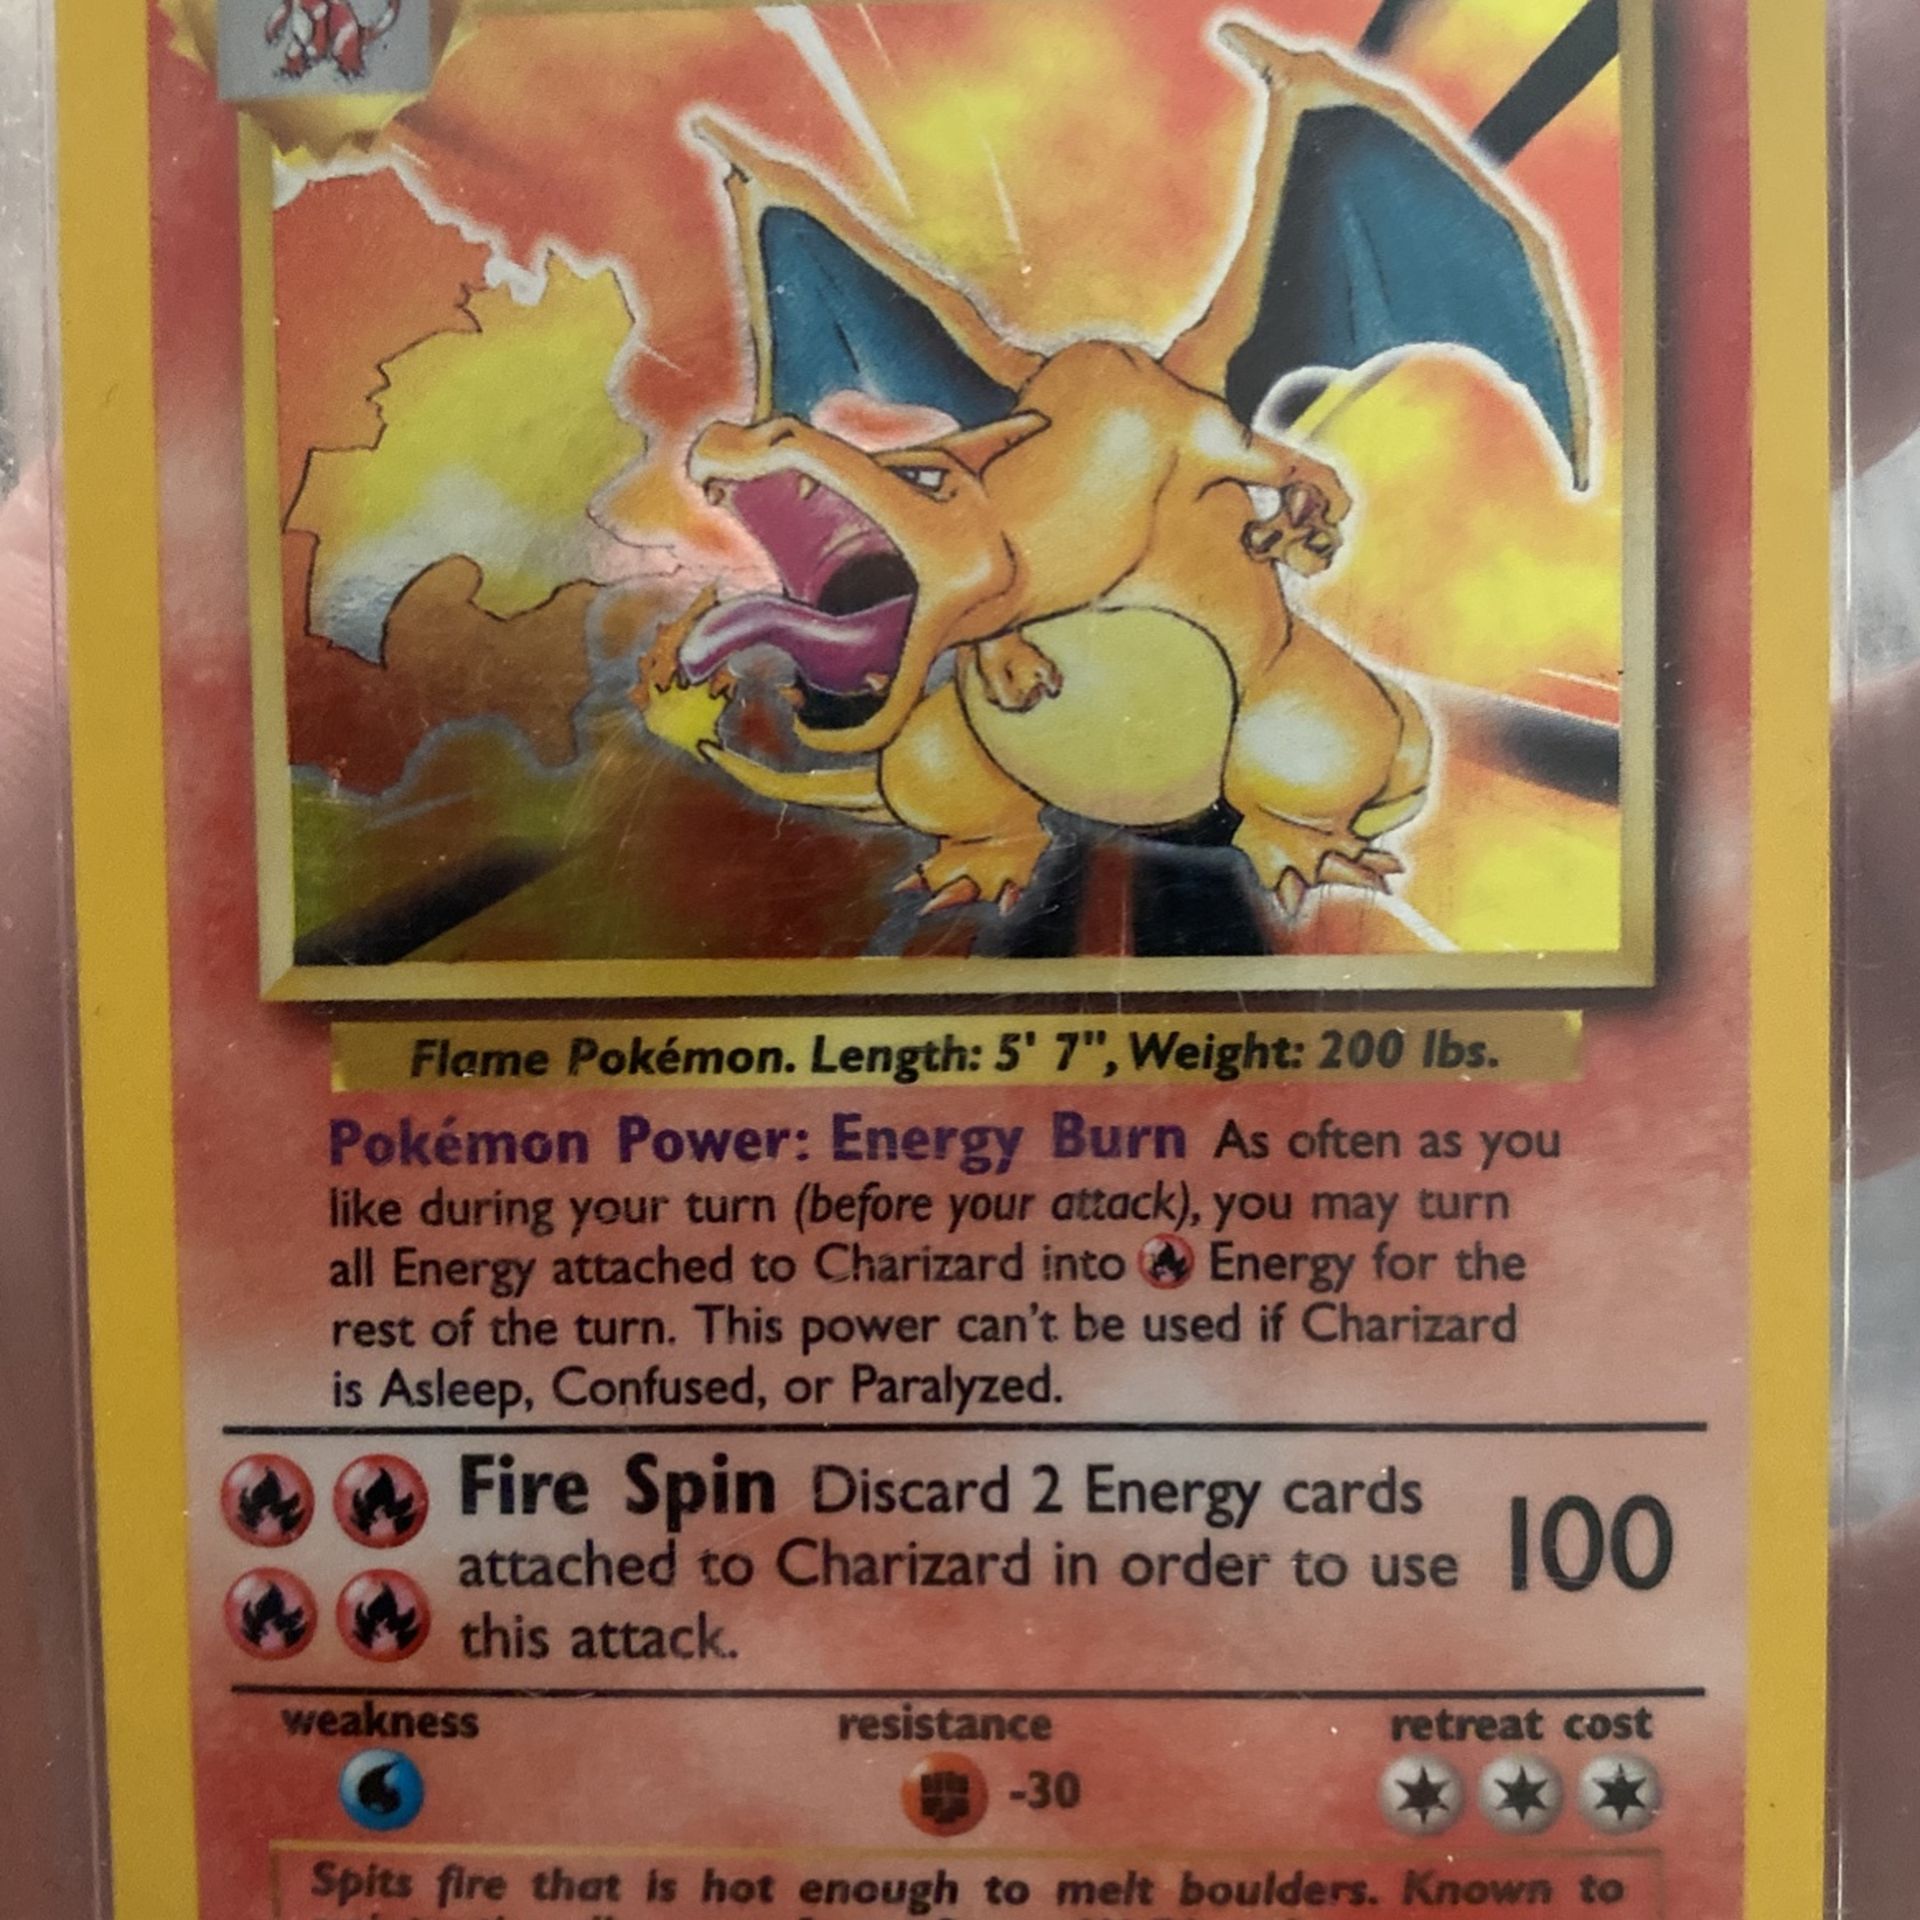 Flame Pokémon. Length: 5' 7", Weight: 200 lbs.
Pokémon Power: Energy Burn As often as you
like during your turn (before your attack), you may turn
all Energy attached to Charizard into Energy for the
rest of the turn. This power can't be used if Charizard
is Asleep, Confused, or Paralyzed.
Fire Spin Discard 2 Energy cards
attached to Charizard in order to use 100
this attack.
weakness resistance retreat cost
-30
Spits fire that is hot enough to melt boulders. Known to